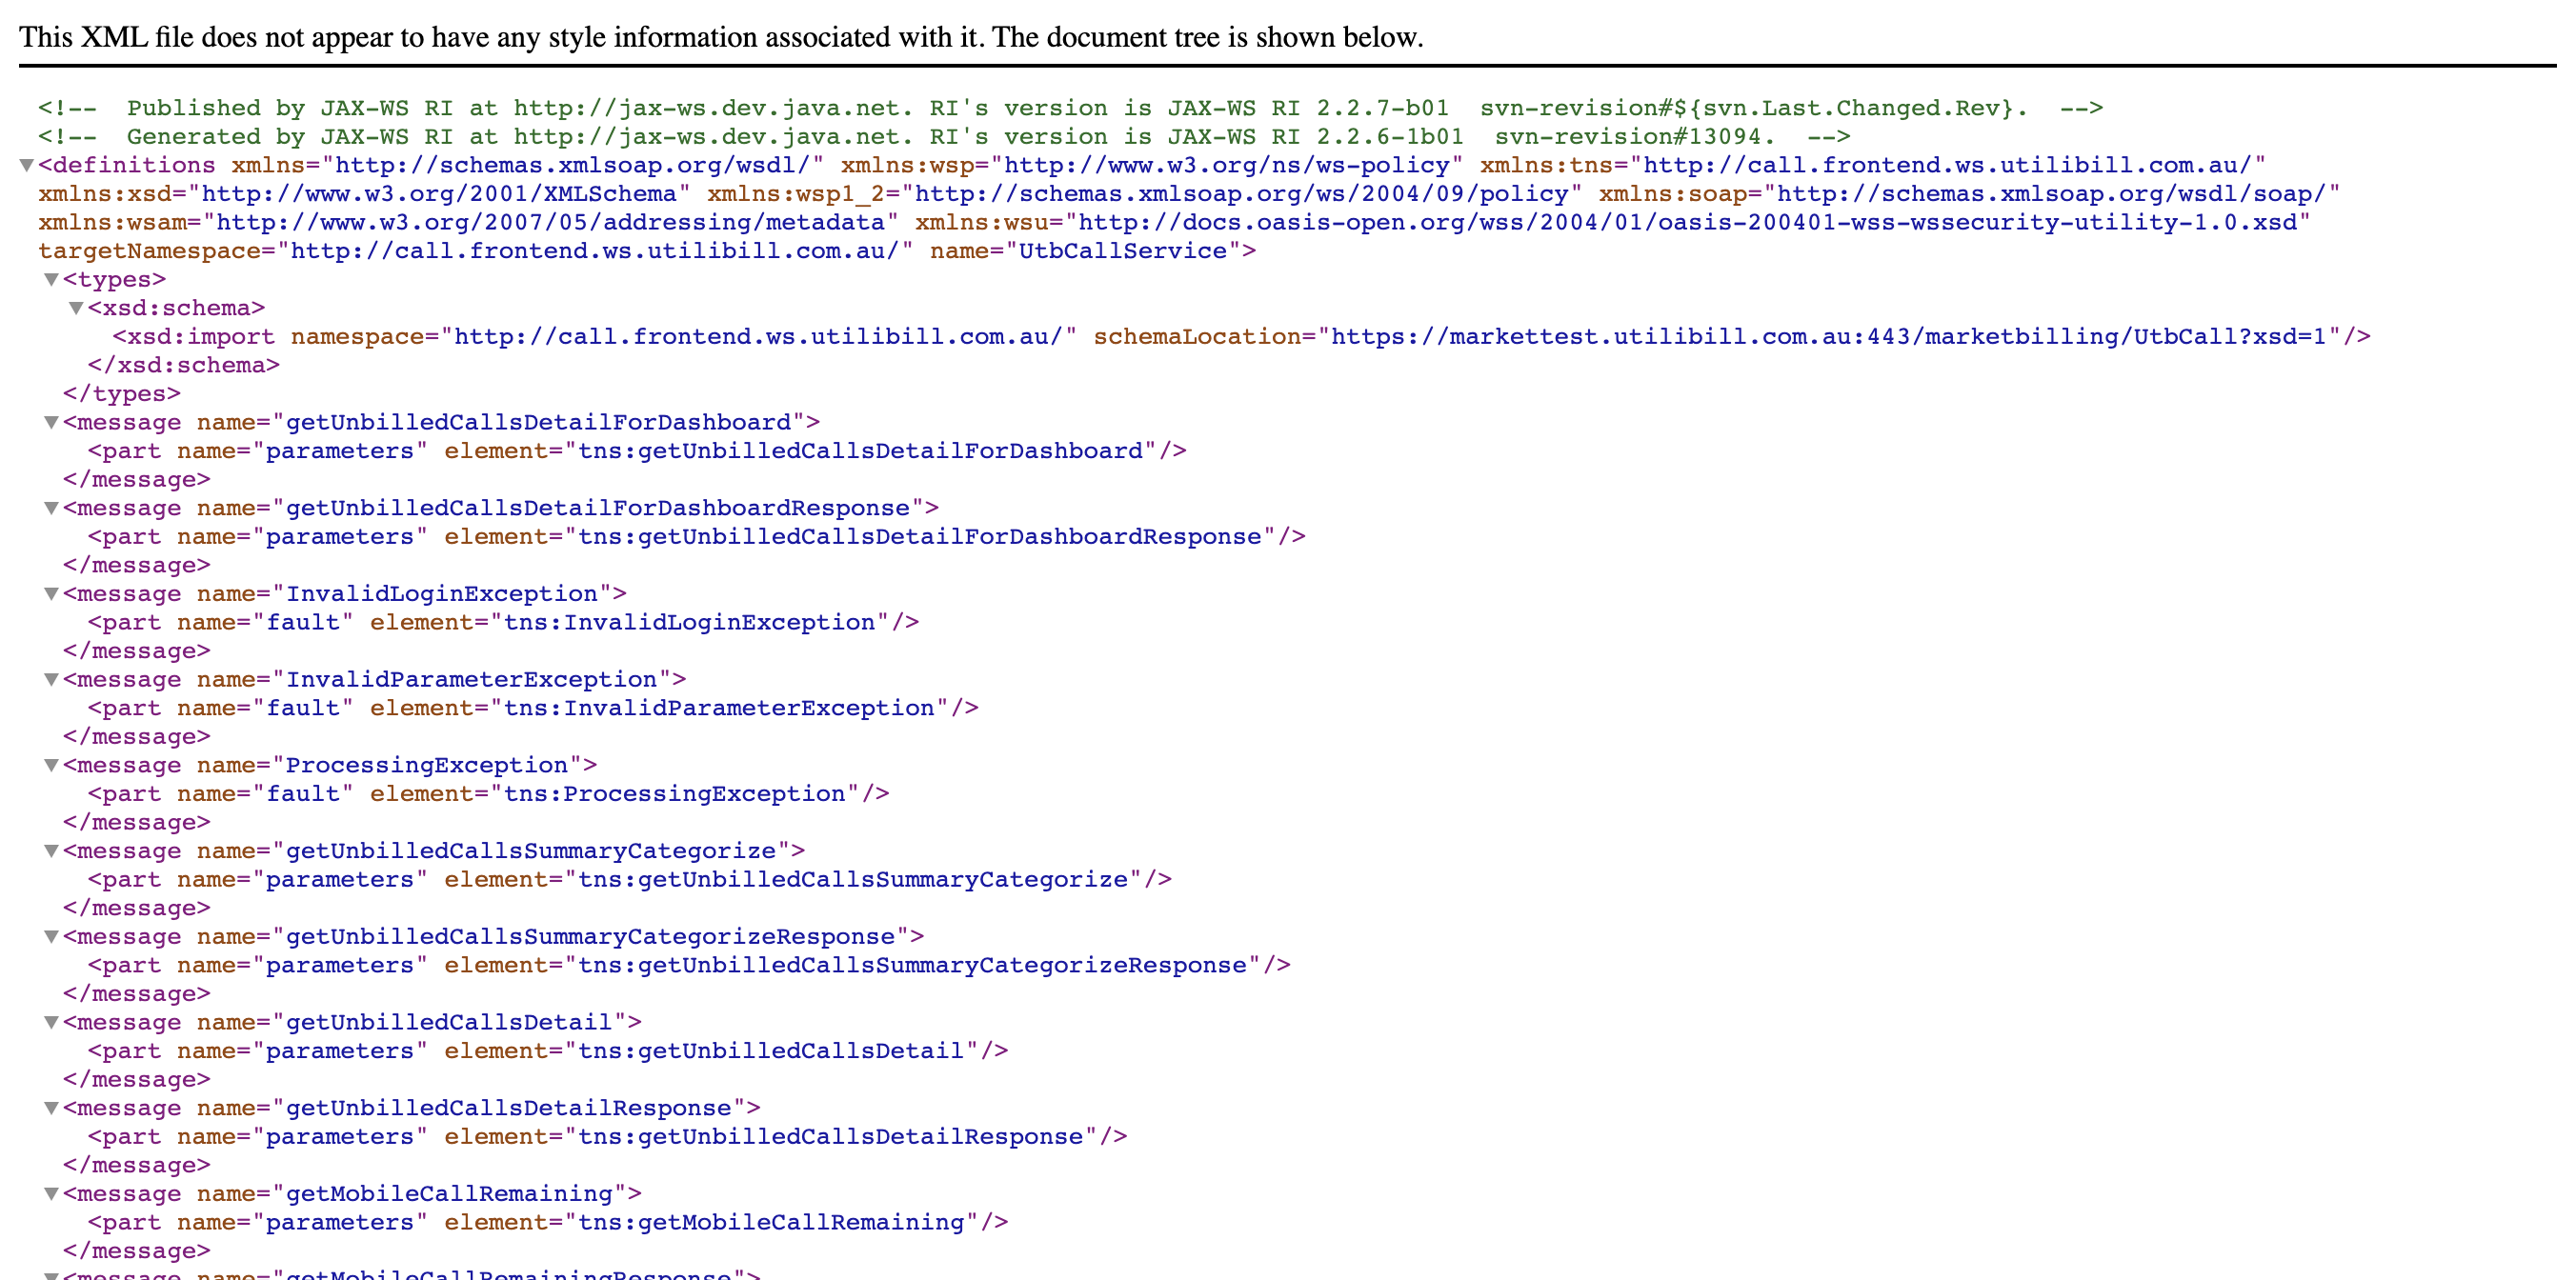 This XML file does not appear to have any style information associated with it. The document tree is shown below.
<!--  Published by JAX-WS RI at http://jax-ws.dev.java.net. RI's version is JAX-WS RI 2.2.7-b01  svn-revision#${svn.Last.Changed.Rev}.  -->
<!--  Generated by JAX-WS RI at http://jax-ws.dev.java.net. RI's version is JAX-WS RI 2.2.6-1b01  svn-revision#13094.  -->
▼<definitions xmlns="http://schemas.xmlsoap.org/wsdl/" xmlns:wsp="http://www.w3.org/ns/ws-policy" xmlns:tns="http://call.frontend.ws.utilibill.com.au/"
xmlns:xsd="http://www.w3.org/2001/XMLSchema" xmlns:wsp1_2="http://schemas.xmlsoap.org/ws/2004/09/policy" xmlns:soap="http://schemas.xmlsoap.org/wsdl/soap/"
xmlns:wsam="http://www.w3.org/2007/05/addressing/metadata" xmlns:wsu="http://docs.oasis-open.org/wss/2004/01/oasis-200401-wss-wssecurity-utility-1.0.xsd"
targetNamespace="http://call.frontend.ws.utilibill.com.au/" name="UtbCallService">
▼<types>
▼<xsd:schema>
<xsd:import namespace="http://call.frontend.ws.utilibill.com.au/" schemaLocation="https://markettest.utilibill.com.au:443/marketbilling/UtbCall?xsd=1"/>
</xsd:schema>
</types>
▼<message name="getUnbilledCallsDetailForDashboard">
<part name="parameters" element="tns:getUnbilledCallsDetailForDashboard"/>
</message>
▼<message name="getUnbilledCallsDetailForDashboardResponse">
<part name="parameters" element="tns:getUnbilledCallsDetailForDashboardResponse"/>
</message>
▼<message name="InvalidLoginException">
<part name="fault" element="tns:InvalidLoginException"/>
</message>
▼<message name="InvalidParameterException">
<part name="fault" element="tns:InvalidParameterException"/>
</message>
▼<message name="ProcessingException">
<part name="fault" element="tns:ProcessingException"/>
</message>
▼<message name="getUnbilledCallsSummaryCategorize">
<part name="parameters" element="tns:getUnbilledCallsSummaryCategorize"/>
</message>
▼<message name="getUnbilledCallsSummaryCategorizeResponse">
<part name="parameters" element="tns:getUnbilledCallsSummaryCategorizeResponse"/>
</message>
▼<message name="getUnbilledCallsDetail">
<part name="parameters" element="tns:getUnbilledCallsDetail"/>
</message>
▼<message name="getUnbilledCallsDetailResponse">
<part name="parameters" element="tns:getUnbilledCallsDetailResponse"/>
</message>
▼<message name="getMobileCallRemaining">
<part name="parameters" element="tns:getMobileCallRemaining"/>
</message>
▼<message name="getMobileCallRemainingResponse">